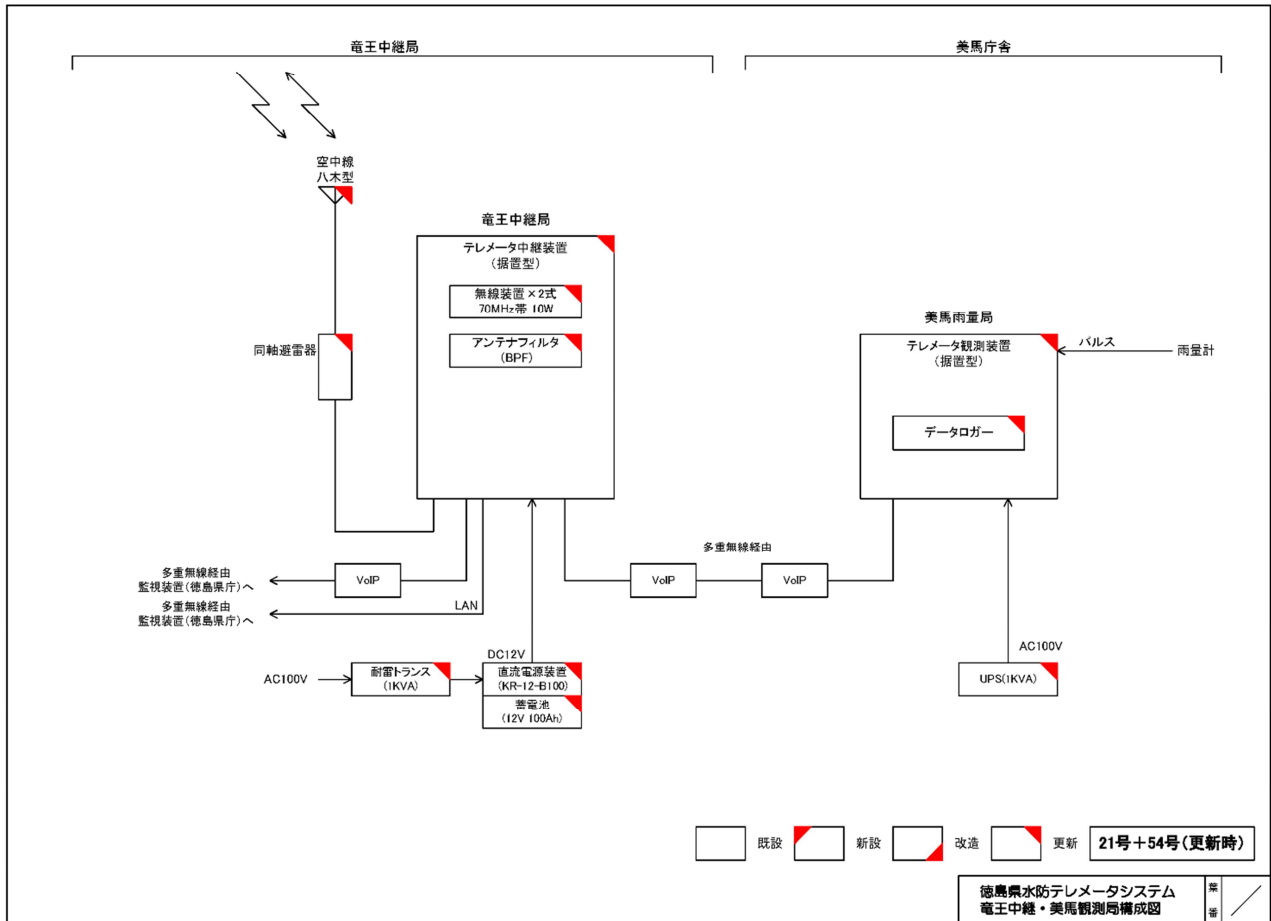 竜王中継局
美馬庁舎
空中線
八木型
竜王中継局
テレメータ中継装置
(据置型)
無線装置×2式
70MHz帯 10W
アンテナフィルタ
(BPF)
同軸避雷器
美馬雨量局
テレメータ観測装置
(据置型)
パルス
雨量計
データロガー
多重無線経由
多重無線経由
監視装置(徳島県庁)へ
VoIP
VoIP
VoIP
多重無線経由
監視装置(徳島県庁)へ
LAN
DC12V
AC100V
AC100V
耐雷トランス
(1KVA)
直流電源装置
(KR-12-B100)
蓄電池
(12V 100Ah)
UPS(1KVA)
既設
新設
改造
更新
21号+54号(更新時)
徳島県水防テレメータシステム
竜王中継・美馬観測局構成図
葉
番